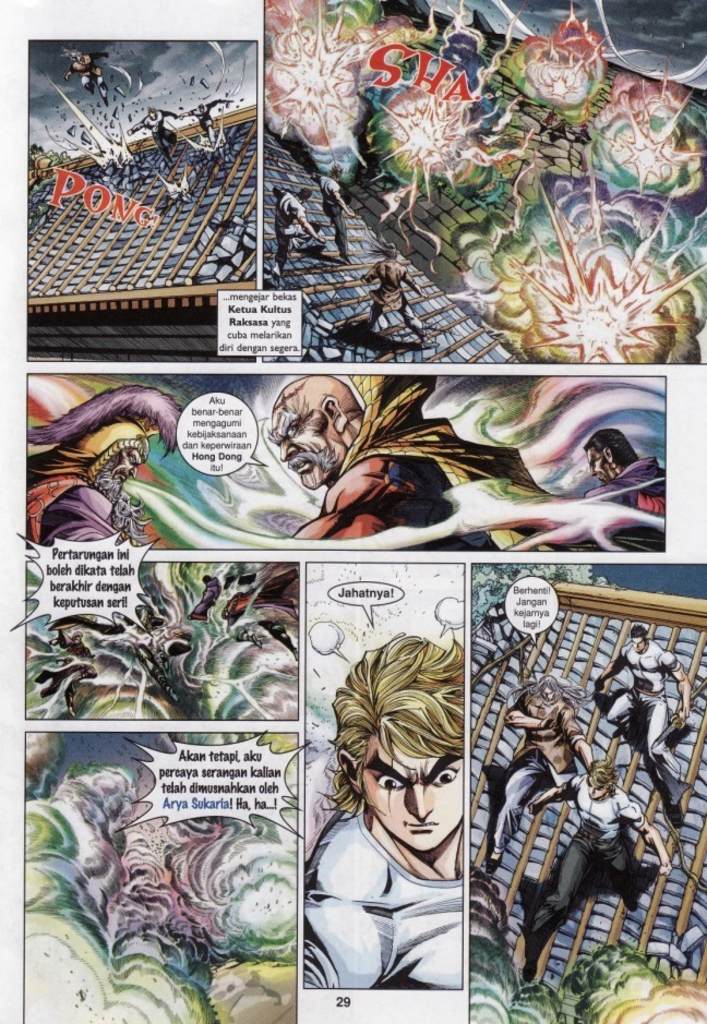 PONG!
SHA
...mengejar bekas
Ketua Kultus
Raksasa yang
cuba melarikan
diri dengan segera.
Aku
benar-benar
mengagumi
kebijaksanaan
dan keperwiraan
Hong Dong
itu!
Pertarungan ini
boleh dikata telah
berakhir dengan
keputusan seri!
Akan tetapi, aku
percaya serangan kalian
telah dimusnahkan oleh
Arya Sukaria! Ha, ha...!
Jahatnya!
Berhenti!
Jangan
kejarnya
lagi!
29